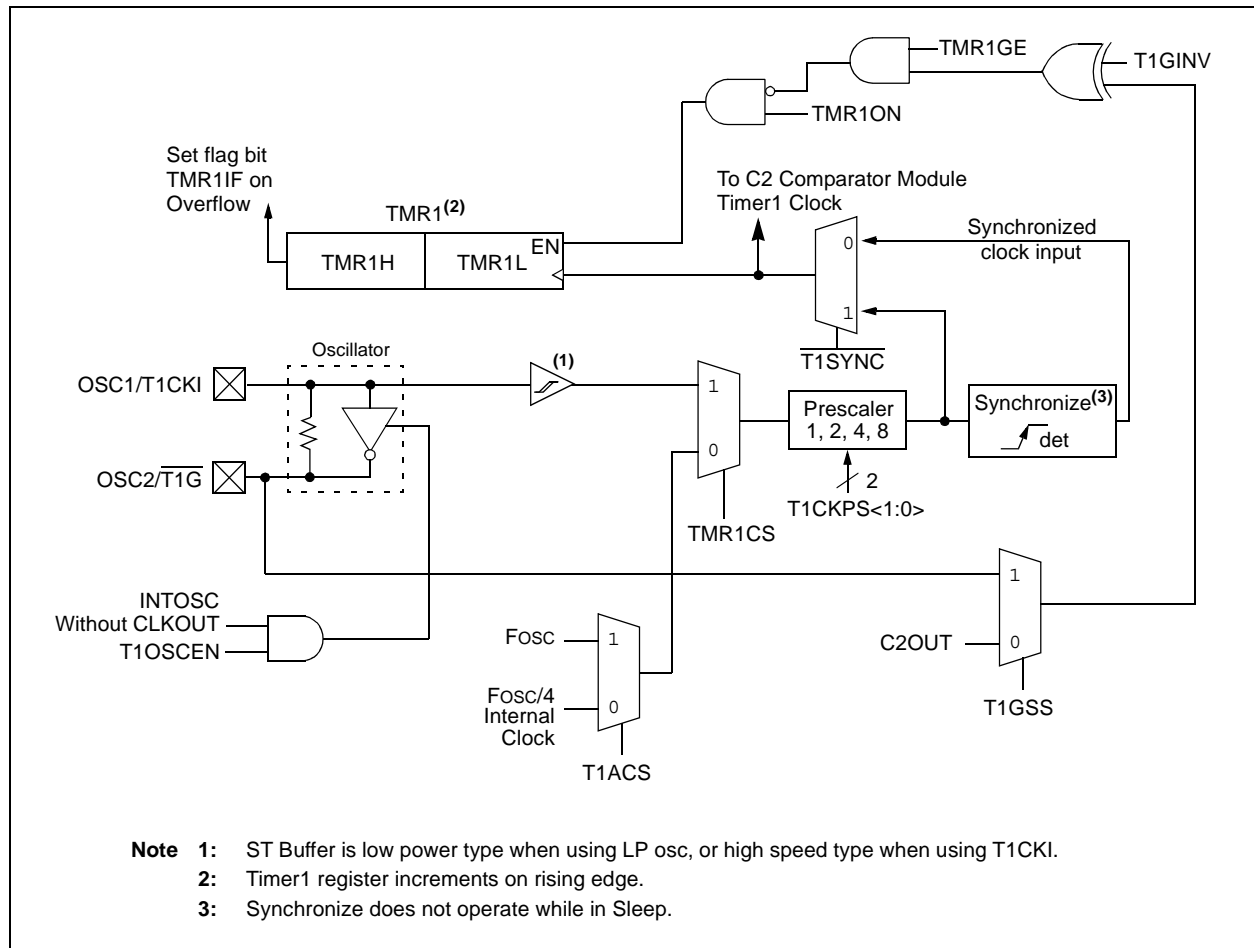 TMR1GE
T1GINV
TMR1ON
Set flag bit
TMR1IF on
Overflow
To C2 Comparator Module
Timer1 Clock
TMR1(2)
EN
TMR1H
TMR1L
0
1
Synchronized
clock input
T1SYNC
Oscillator
(1)
OSC1/T1CKI
OSC2/T1G
1
0
TMR1CS
Prescaler
1, 2, 4, 8
2
T1CKPS<1:0>
Synchronize(3)
det
INTOSC
Without CLKOUT
T1OSCEN
FOSC
1
FOSC/4
Internal
Clock
0
T1ACS
1
C2OUT
0
T1GSS
Note 1: ST Buffer is low power type when using LP osc, or high speed type when using T1CKI.
2: Timer1 register increments on rising edge.
3: Synchronize does not operate while in Sleep.